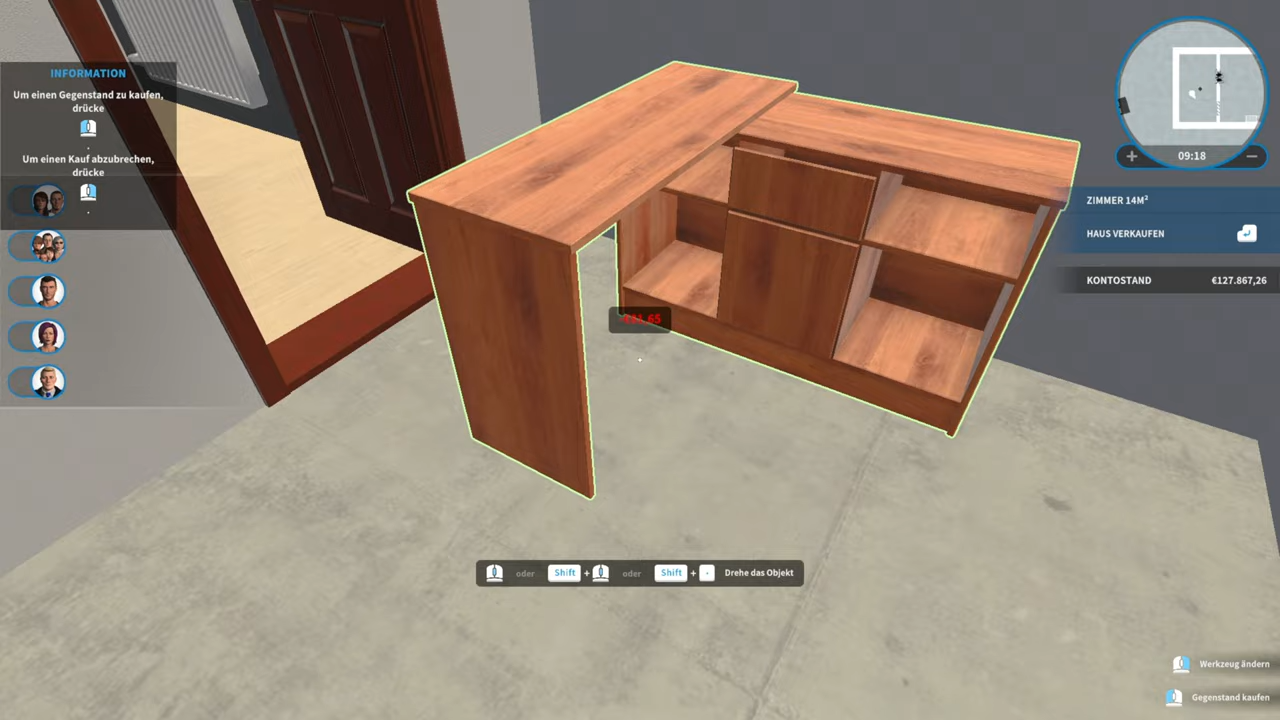 INFORMATION
Um einen Gegenstand zu kaufen,
drücke
.
Um einen Kauf abzubrechen,
drücke
.
09:18
ZIMMER 14M²
HAUS VERKAUFEN
KONTOSTAND €127.867,26
oder Shift + oder Shift + - Drehe das Objekt
Werkzeug ändern
Gegenstand kaufen